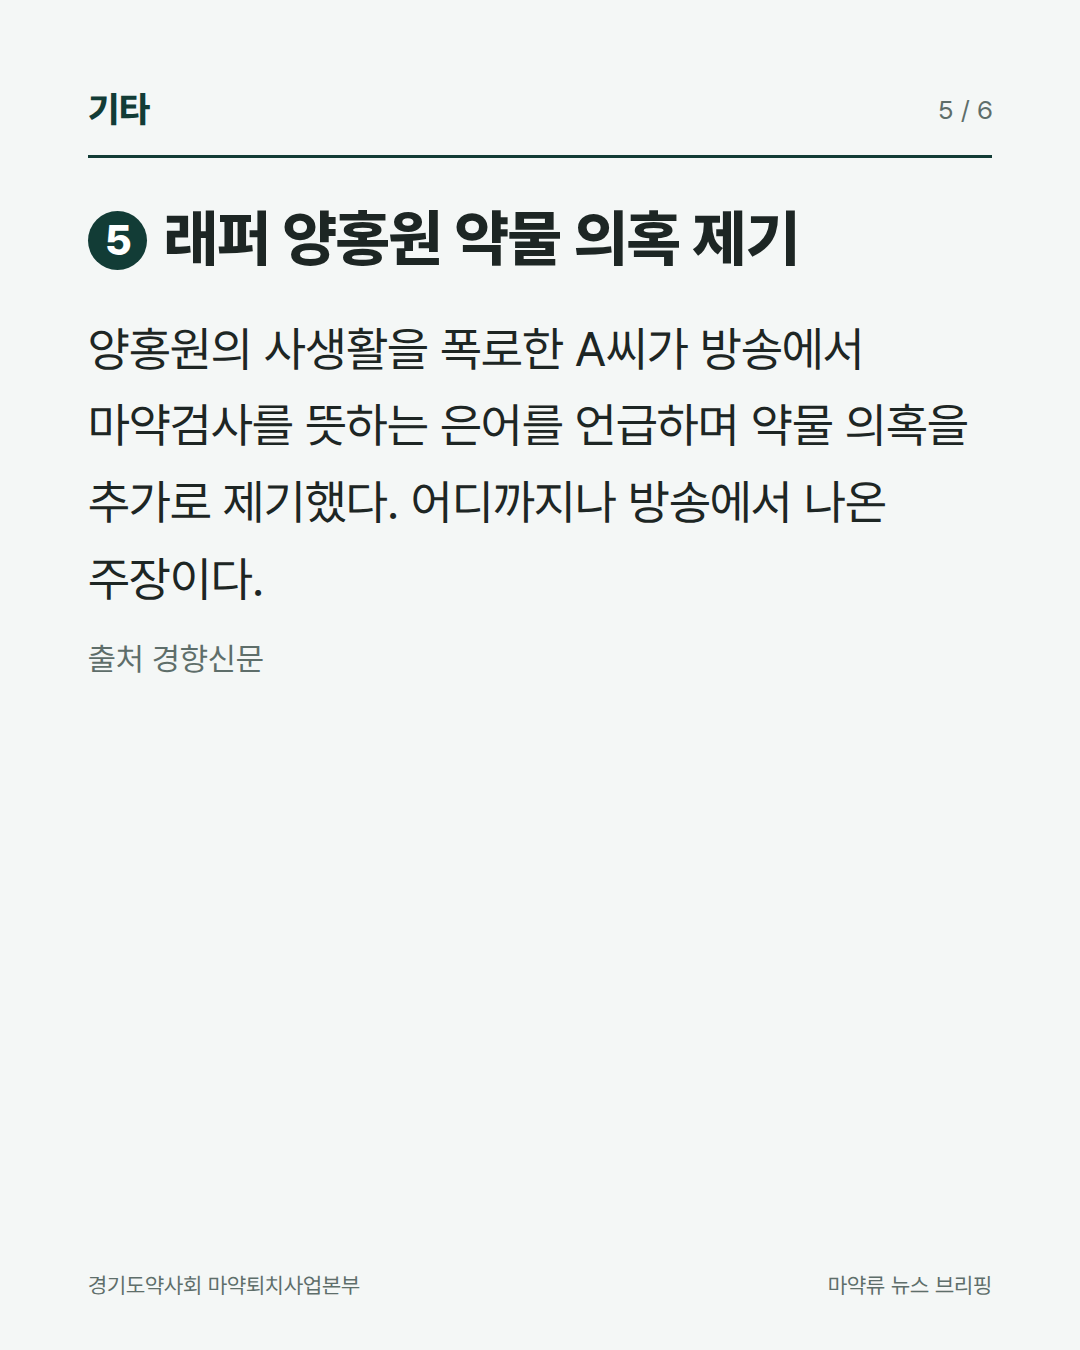 기타
5 / 6
5 래퍼 양홍원 약물 의혹 제기
양홍원의 사생활을 폭로한 A씨가 방송에서
마약검사를 뜻하는 은어를 언급하며 약물 의혹을
추가로 제기했다. 어디까지나 방송에서 나온
주장이다.
출처 경향신문
경기도약사회 마약퇴치사업본부
마약류 뉴스 브리핑